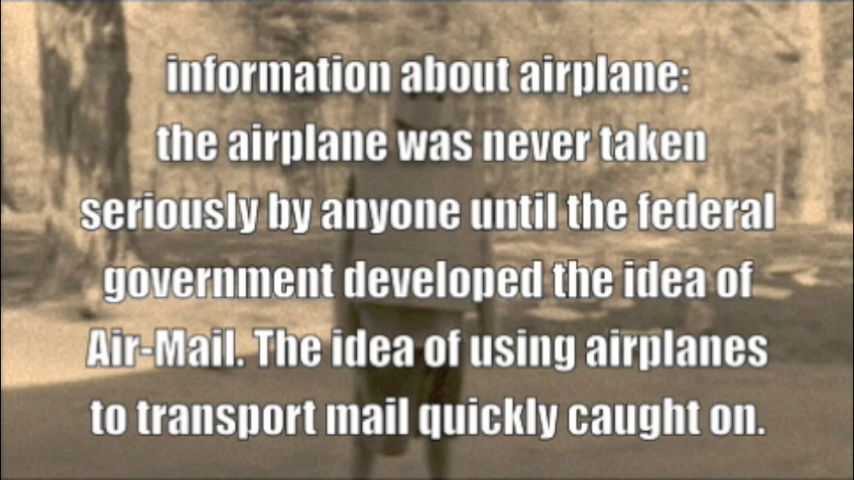 information about airplane:
the airplane was never taken
seriously by anyone until the federal
government developed the idea of
Air-Mail. The idea of using airplanes
to transport mail quickly caught on.